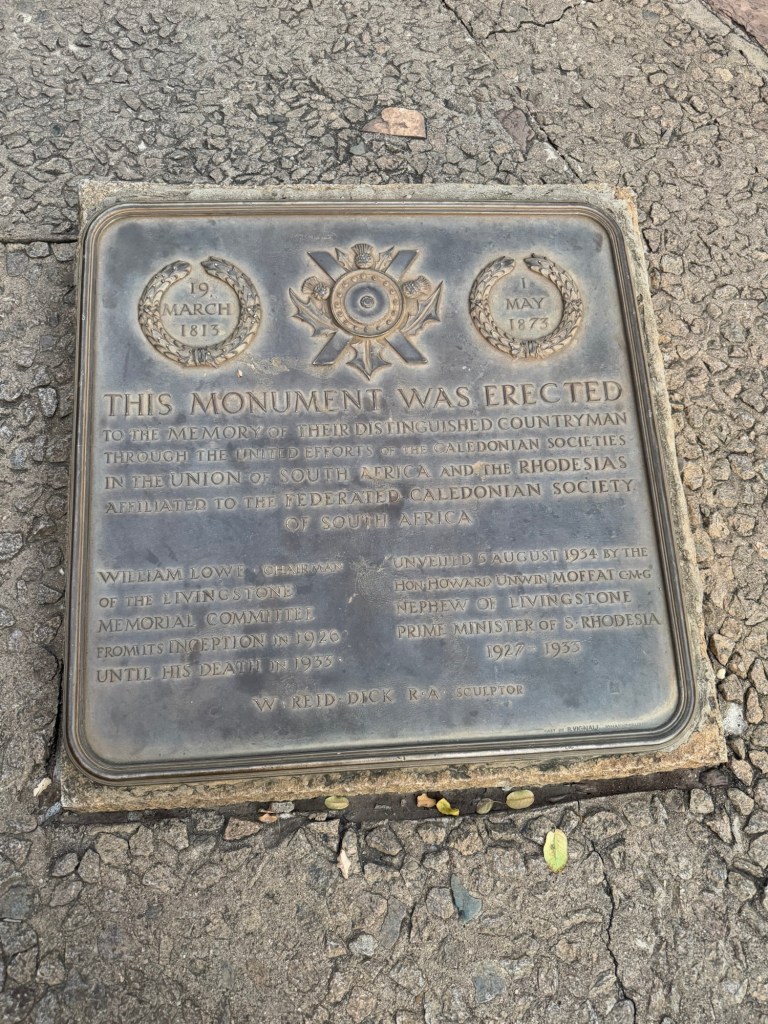 19
MARCH
1813
1
MAY
1873
THIS MONUMENT WAS ERECTED
TO THE MEMORY OF THEIR DISTINGUISHED COUNTRYMAN
THROUGH THE UNITED EFFORTS OF THE CALEDONIAN SOCIETIES
IN THE UNION OF SOUTH AFRICA AND THE RHODESIAS
AFFILIATED TO THE FEDERATED CALEDONIAN SOCIETY
OF SOUTH AFRICA
WILLIAM LOWE · CHAIRMAN
OF THE LIVINGSTONE
MEMORIAL COMMITTEE
FROM ITS INCEPTION IN 1926
UNTIL HIS DEATH IN 1933·
UNVEILED 5 AUGUST 1934 BY THE
HON· HOWARD UNWIN MOFFAT C·M·G
NEPHEW OF LIVINGSTONE
PRIME MINISTER OF S· RHODESIA
1927 - 1933
W· REID-DICK R·A· SCULPTOR